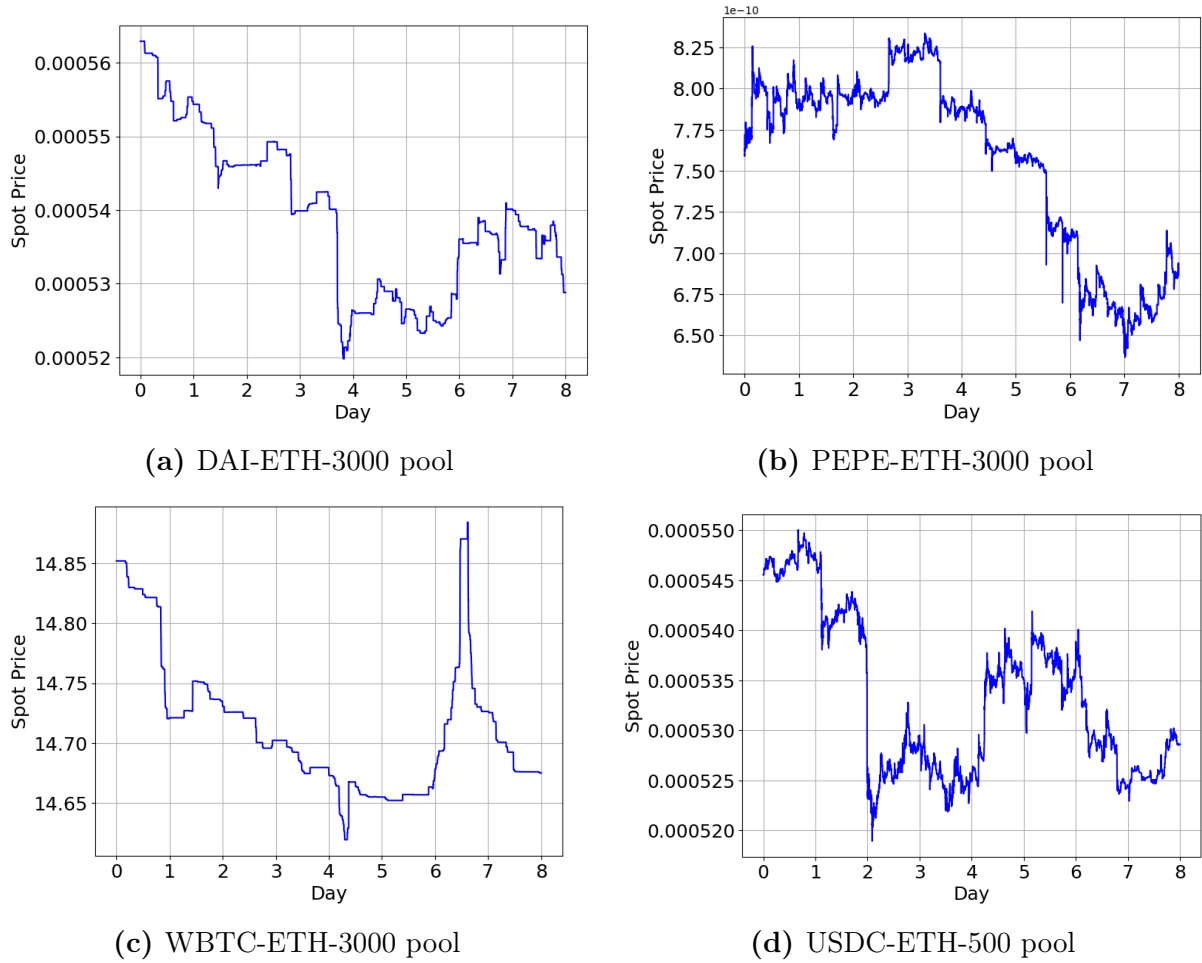 0.00056
0.00055
0.00054
0.00053
0.00052
Spot Price
0 1 2 3 4 5 6 7 8
Day
(a) DAI-ETH-3000 pool
1e-10
8.25
8.00
7.75
7.50
7.25
7.00
6.75
6.50
Spot Price
0 1 2 3 4 5 6 7 8
Day
(b) PEPE-ETH-3000 pool
14.85
14.80
14.75
14.70
14.65
Spot Price
0 1 2 3 4 5 6 7 8
Day
(c) WBTC-ETH-3000 pool
0.000550
0.000545
0.000540
0.000535
0.000530
0.000525
0.000520
Spot Price
0 1 2 3 4 5 6 7 8
Day
(d) USDC-ETH-500 pool